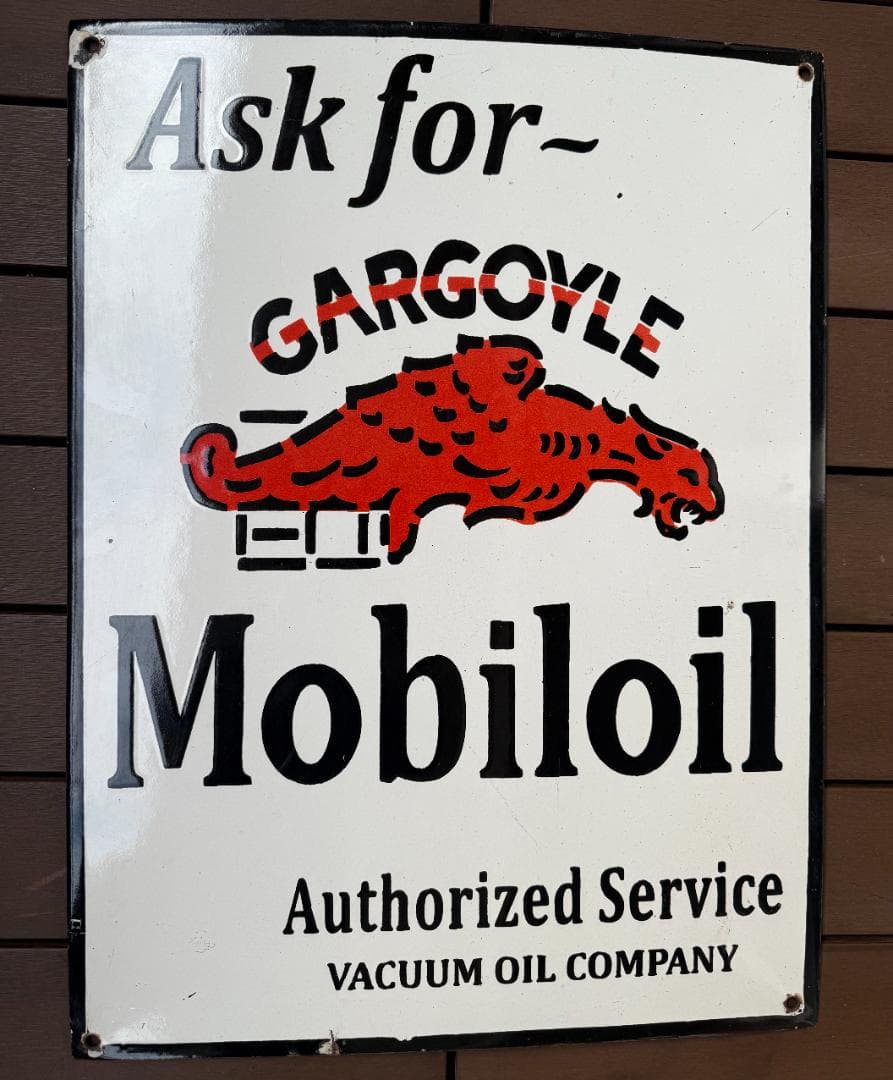 Ask for~
GARGOYLE
Mobiloil
Authorized Service
VACUUM OIL COMPANY